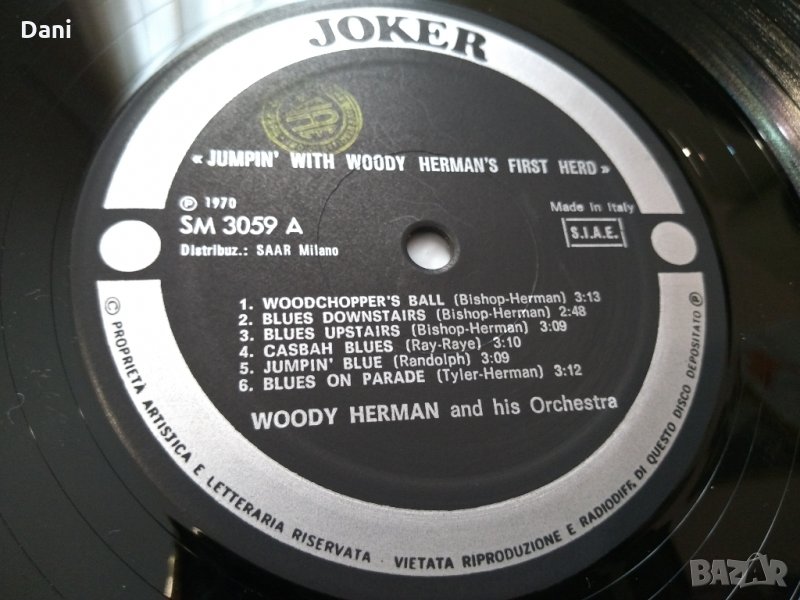 Dani
JOKER
« JUMPIN' WITH WOODY HERMAN'S FIRST HERD »
Ⓟ 1970
SM 3059 A
Distribuz.: SAAR Milano
Made in Italy
S.I.A.E.
1. WOODCHOPPER'S BALL (Bishop-Herman) 3:13
2. BLUES DOWNSTAIRS (Bishop-Herman) 2:48
3. BLUES UPSTAIRS (Bishop-Herman) 3:09
4. CASBAH BLUES (Ray-Raye) 3:10
5. JUMPIN' BLUE (Randolph) 3:09
6. BLUES ON PARADE (Tyler-Herman) 3:12
WOODY HERMAN and his Orchestra
© PROPRIETÀ ARTISTICA E LETTERARIA RISERVATA - VIETATA RIPRODUZIONE E RADIODIFF. DI QUESTO DISCO DEPOSITATO Ⓟ
BAZAR